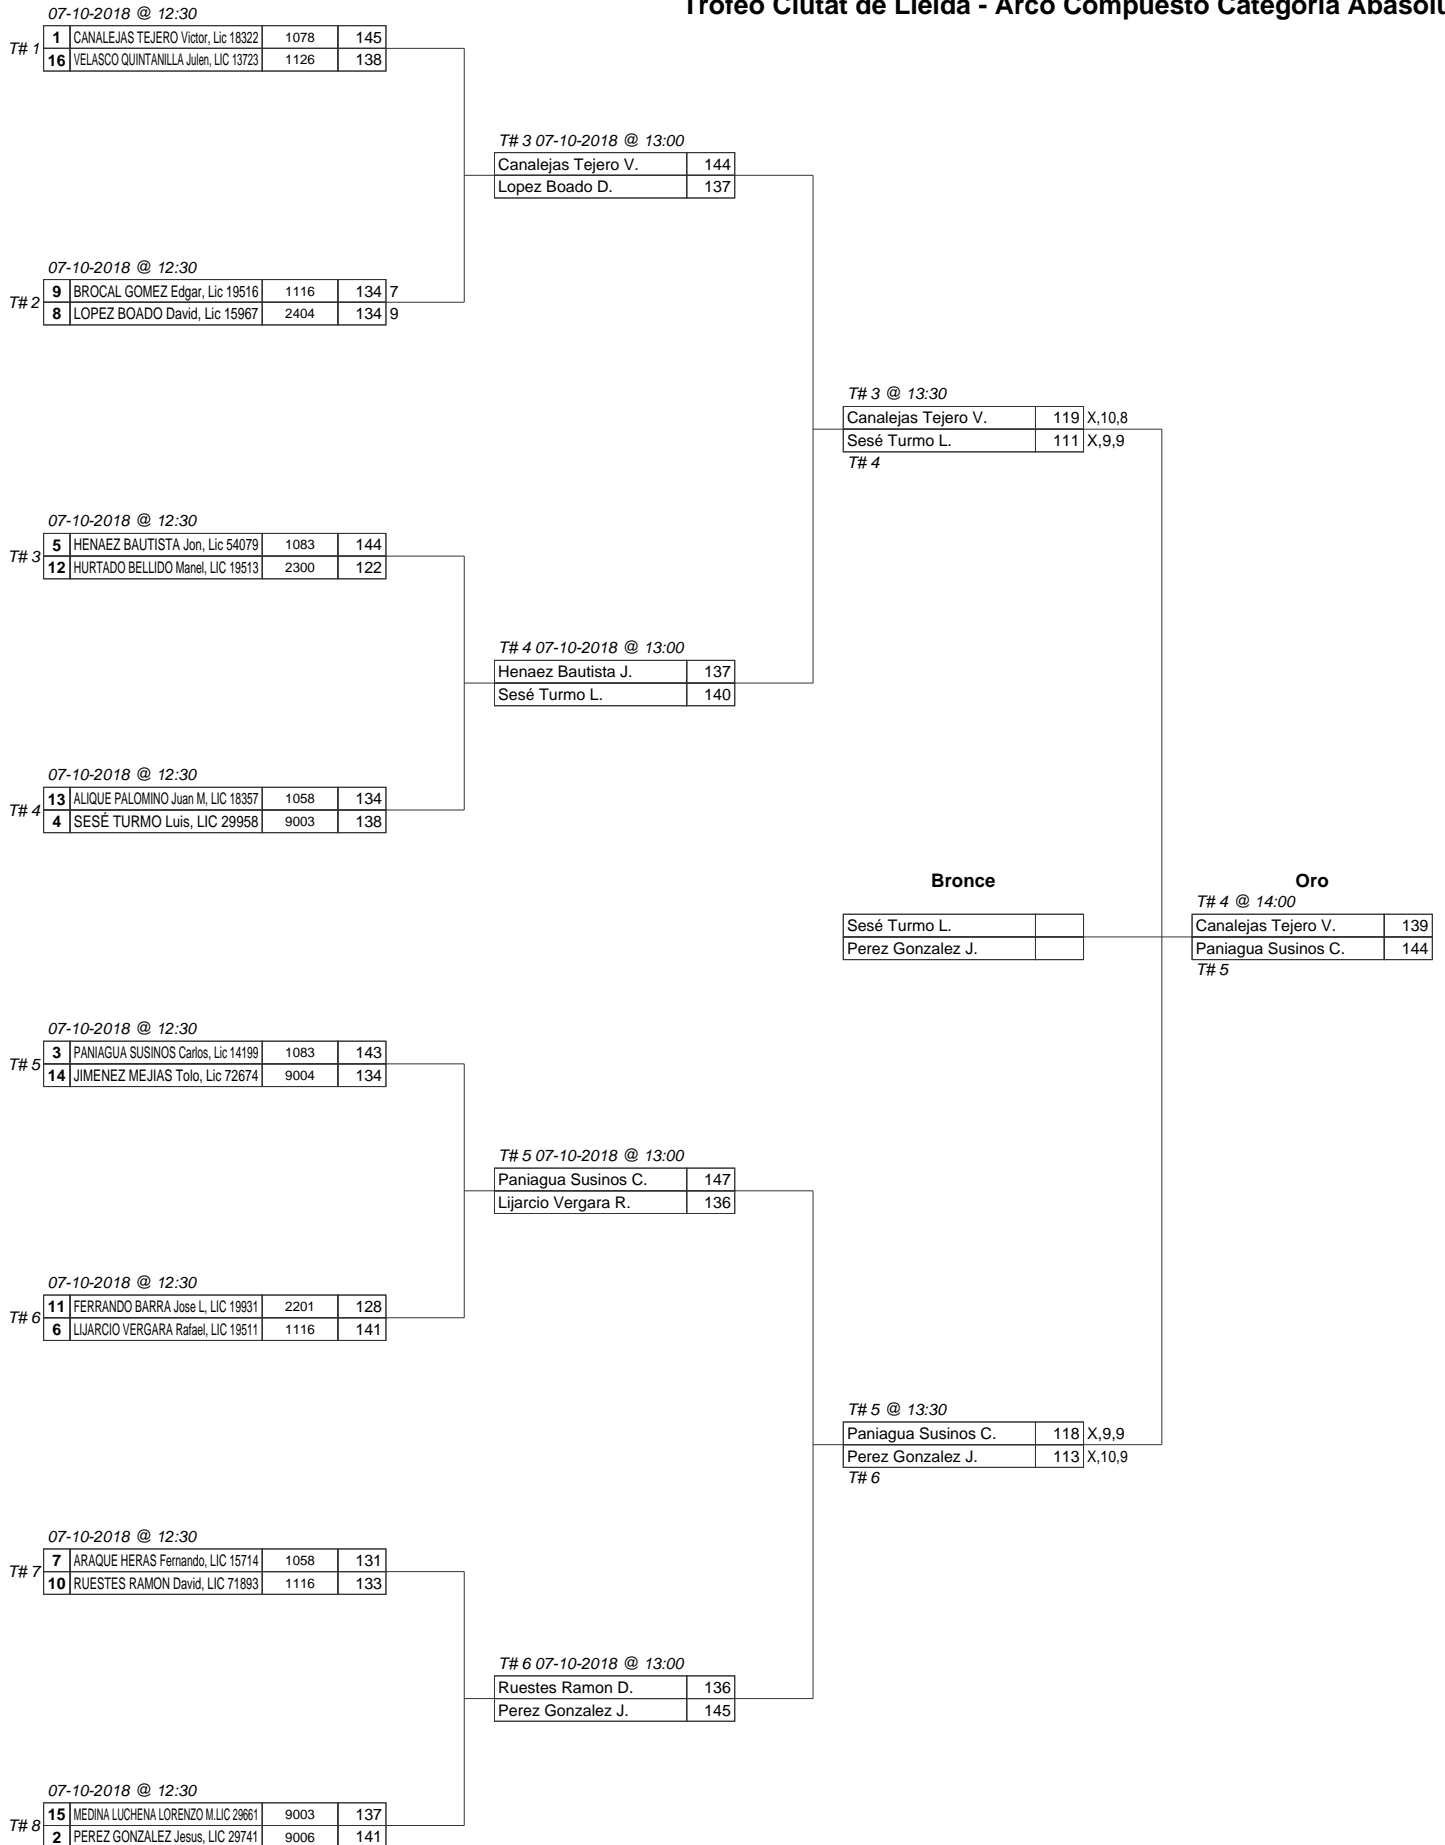 Trofeo Ciutat de Lleida - Arco Compuesto Categoria Abasolu
07-10-2018 @ 12:30
T# 1
1 CANALEJAS TEJERO Victor, Lic 18322 1078 145
16 VELASCO QUINTANILLA Julen, LIC 13723 1126 138
T# 3 07-10-2018 @ 13:00
Canalejas Tejero V. 144
Lopez Boado D. 137
07-10-2018 @ 12:30
T# 2
9 BROCAL GOMEZ Edgar, Lic 19516 1116 134 7
8 LOPEZ BOADO David, Lic 15967 2404 134 9
T# 3 @ 13:30
Canalejas Tejero V. 119 X,10,8
Sesé Turmo L. 111 X,9,9
T# 4
07-10-2018 @ 12:30
T# 3
5 HENAEZ BAUTISTA Jon, Lic 54079 1083 144
12 HURTADO BELLIDO Manel, LIC 19513 2300 122
T# 4 07-10-2018 @ 13:00
Henaez Bautista J. 137
Sesé Turmo L. 140
07-10-2018 @ 12:30
T# 4
13 ALIQUE PALOMINO Juan M, LIC 18357 1058 134
4 SESÉ TURMO Luis, LIC 29958 9003 138
Bronce
Oro
T# 4 @ 14:00
Sesé Turmo L.
Perez Gonzalez J.
Canalejas Tejero V. 139
Paniagua Susinos C. 144
T# 5
07-10-2018 @ 12:30
T# 5
3 PANIAGUA SUSINOS Carlos, Lic 14199 1083 143
14 JIMENEZ MEJIAS Tolo, Lic 72674 9004 134
T# 5 07-10-2018 @ 13:00
Paniagua Susinos C. 147
Lijarcio Vergara R. 136
07-10-2018 @ 12:30
T# 6
11 FERRANDO BARRA Jose L, LIC 19931 2201 128
6 LIJARCIO VERGARA Rafael, LIC 19511 1116 141
T# 5 @ 13:30
Paniagua Susinos C. 118 X,9,9
Perez Gonzalez J. 113 X,10,9
T# 6
07-10-2018 @ 12:30
T# 7
7 ARAQUE HERAS Fernando, LIC 15714 1058 131
10 RUESTES RAMON David, LIC 71893 1116 133
T# 6 07-10-2018 @ 13:00
Ruestes Ramon D. 136
Perez Gonzalez J. 145
07-10-2018 @ 12:30
T# 8
15 MEDINA LUCHENA LORENZO M.LIC 29661 9003 137
2 PEREZ GONZALEZ Jesus, LIC 29741 9006 141